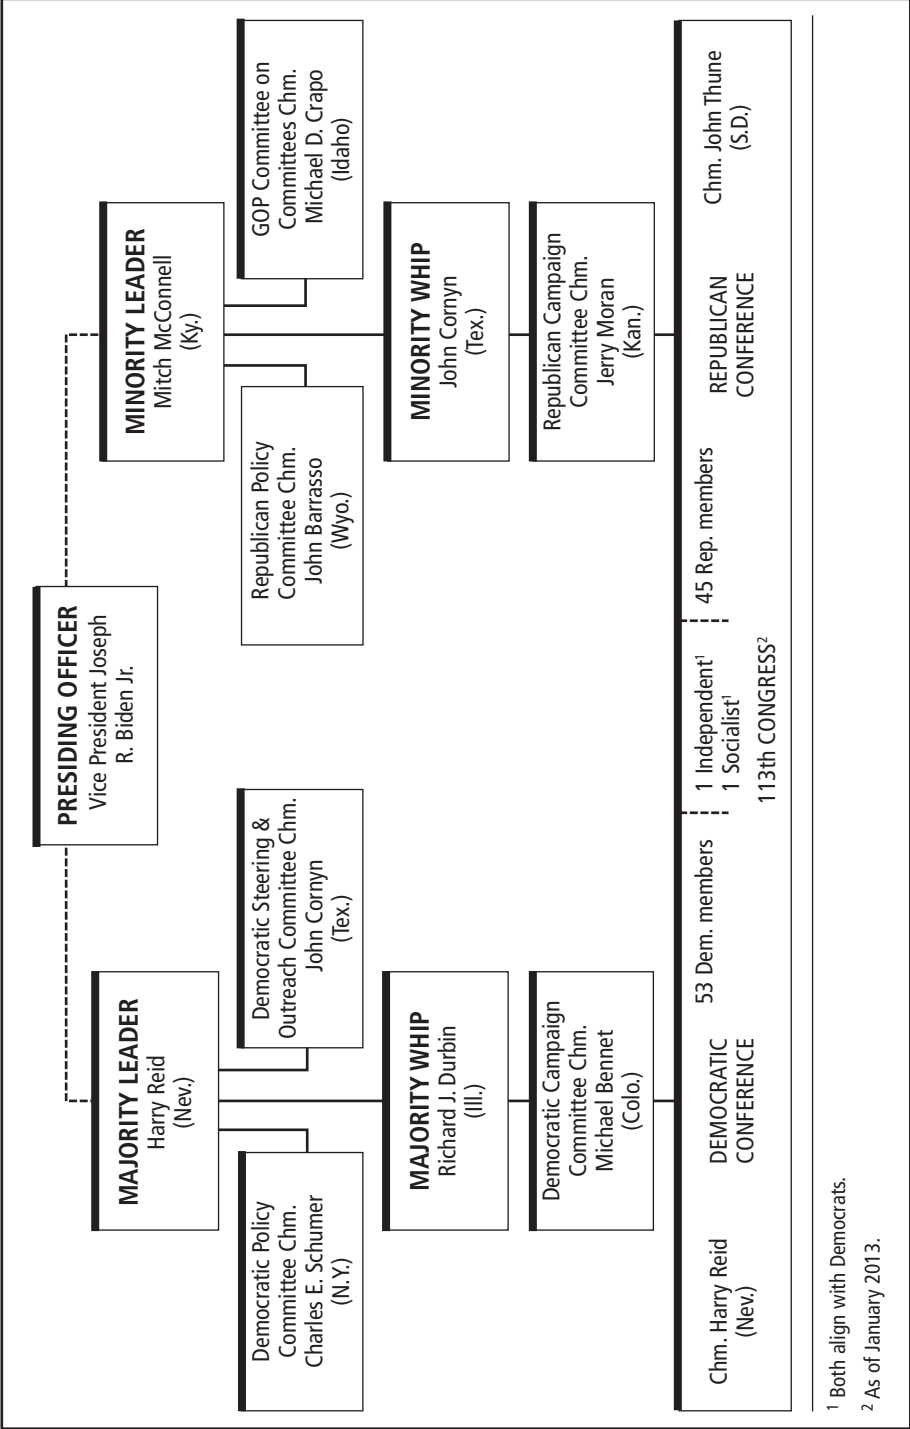 PRESIDING OFFICER
Vice President Joseph
R. Biden Jr.
MAJORITY LEADER
Harry Reid
(Nev.)
MINORITY LEADER
Mitch McConnell
(Ky.)
Democratic Policy
Committee Chm.
Charles E. Schumer
(N.Y.)
Democratic Steering &
Outreach Committee Chm.
John Cornyn
(Tex.)
Republican Policy
Committee Chm.
John Barrasso
(Wyo.)
GOP Committee on
Committees Chm.
Michael D. Crapo
(Idaho)
MAJORITY WHIP
Richard J. Durbin
(Ill.)
MINORITY WHIP
John Cornyn
(Tex.)
Democratic Campaign
Committee Chm.
Michael Bennet
(Colo.)
Republican Campaign
Committee Chm.
Jerry Moran
(Kan.)
Chm. Harry Reid
(Nev.)
DEMOCRATIC
CONFERENCE
53 Dem. members
1 Independent¹
1 Socialist¹
113th CONGRESS²
45 Rep. members
REPUBLICAN
CONFERENCE
Chm. John Thune
(S.D.)
¹ Both align with Democrats.
² As of January 2013.